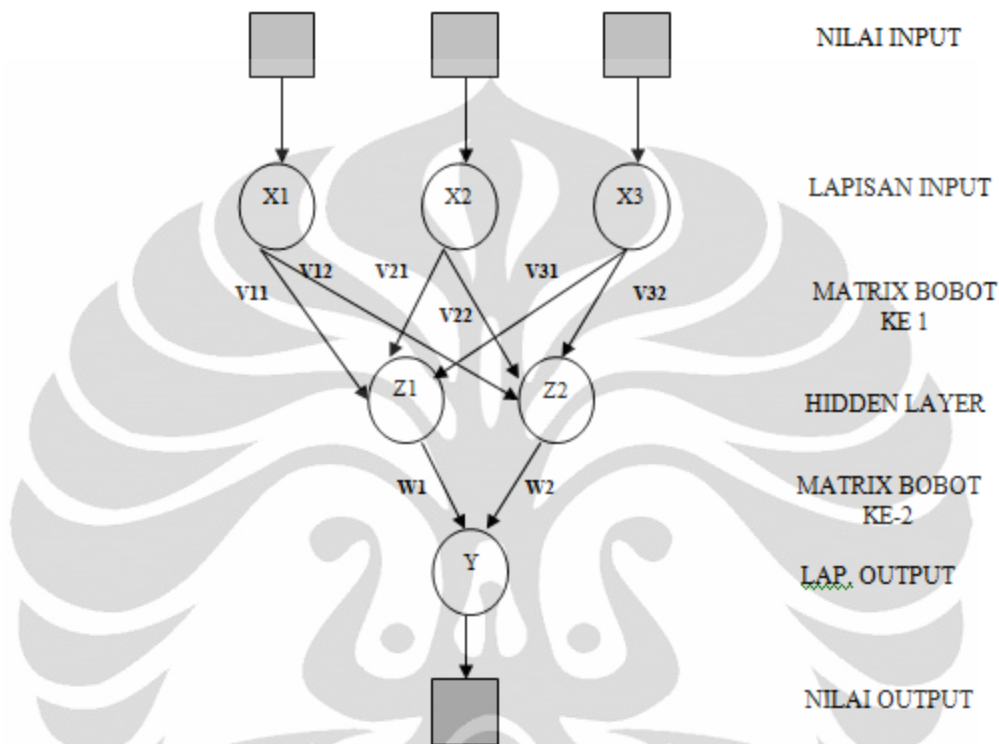 NILAI INPUT
X1
X2
X3
LAPISAN INPUT
V11
V12
V21
V22
V31
V32
MATRIX BOBOT
KE 1
Z1
Z2
HIDDEN LAYER
W1
W2
MATRIX BOBOT
KE-2
Y
LAP. OUTPUT
NILAI OUTPUT